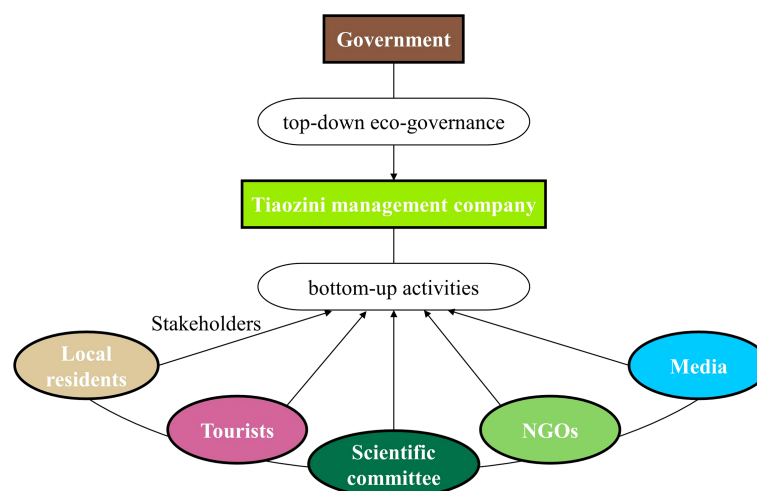 Government
top-down eco-governance
Tiaozini management company
bottom-up activities
Stakeholders
Local
residents
Media
Tourists
NGOs
Scientific
committee